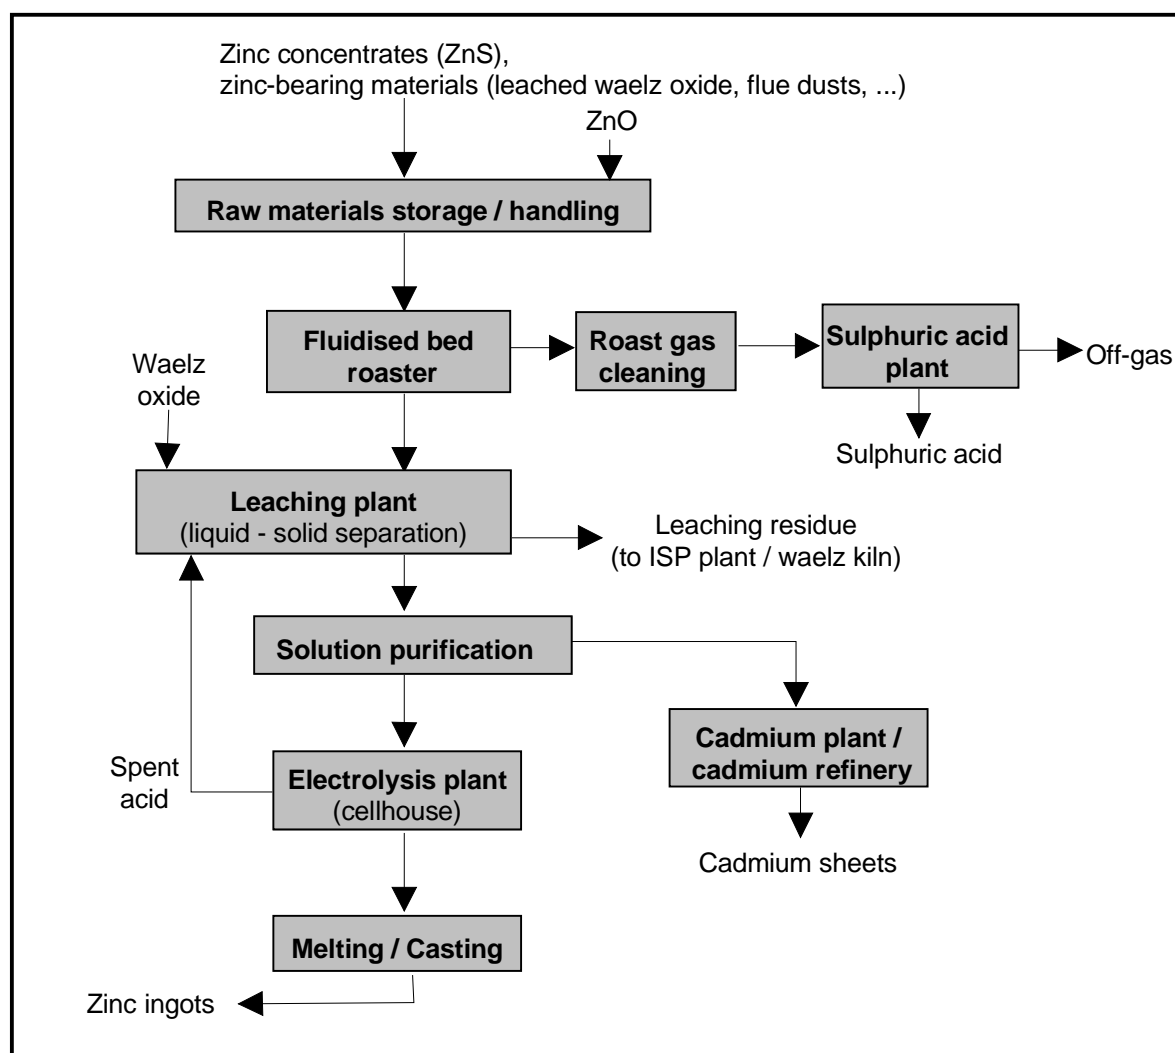 Zinc concentrates (ZnS),
zinc-bearing materials (leached waelz oxide, flue dusts, ...)
ZnO
Raw materials storage / handling
Fluidised bed
roaster
Roast gas
cleaning
Sulphuric acid
plant
Off-gas
Waelz
oxide
Sulphuric acid
Leaching plant
(liquid - solid separation)
Leaching residue
(to ISP plant / waelz kiln)
Solution purification
Cadmium plant /
cadmium refinery
Spent
acid
Electrolysis plant
(cellhouse)
Cadmium sheets
Melting / Casting
Zinc ingots